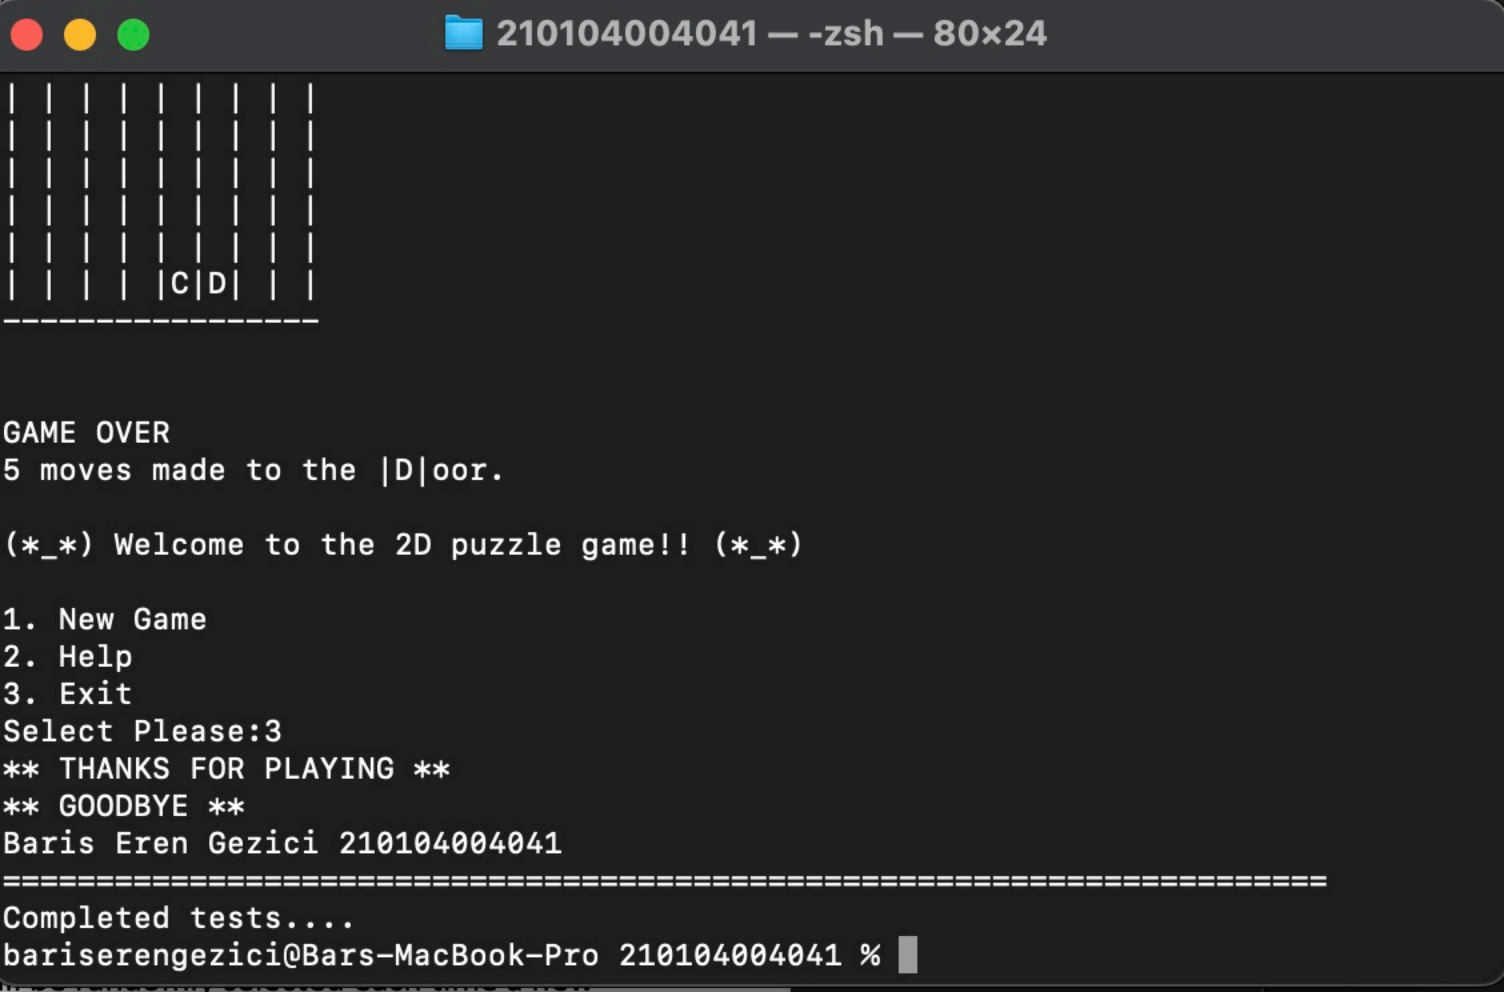 210104004041 — -zsh — 80×24
| | | | | | | | |
| | | | | | | | |
| | | | | | | | |
| | | | | | | | |
| | | | | | | | |
| | | | |C|D| | |
-----------------
GAME OVER
5 moves made to the |D|oor.
(*_*) Welcome to the 2D puzzle game!! (*_*)
1. New Game
2. Help
3. Exit
Select Please:3
** THANKS FOR PLAYING **
** GOODBYE **
Baris Eren Gezici 210104004041
=======================================================================
Completed tests....
bariserengezici@Bars-MacBook-Pro 210104004041 %